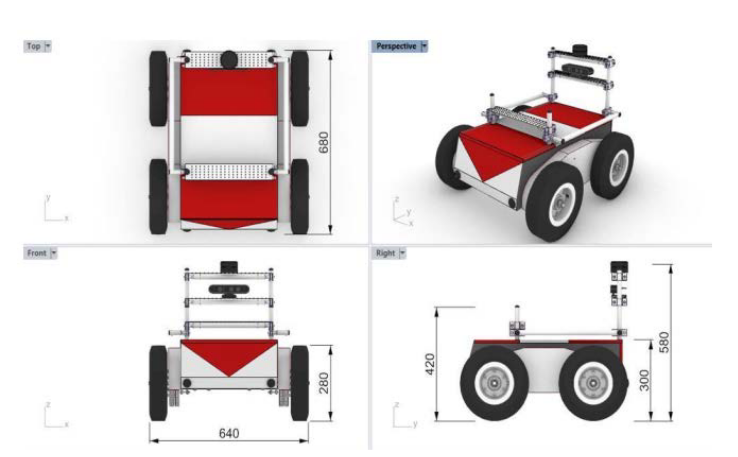 Top
Perspective
680
z
y
x
y
x
Front
Right
580
420
300
280
z
x
z
y
640